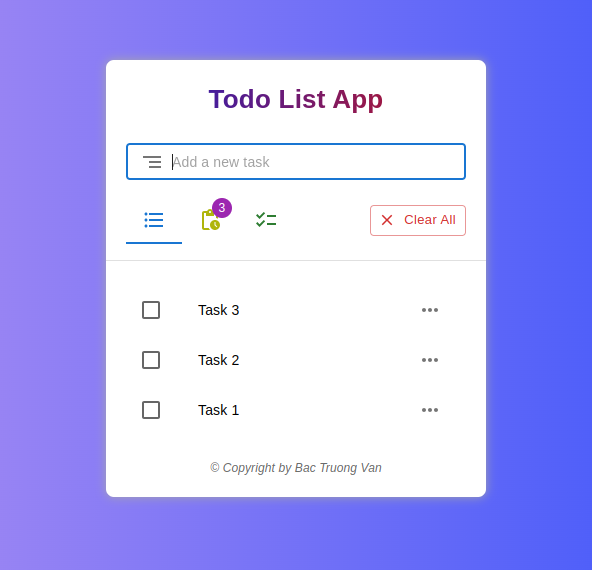 Todo List App
Add a new task
3
Clear All
Task 3
Task 2
Task 1
© Copyright by Bac Truong Van